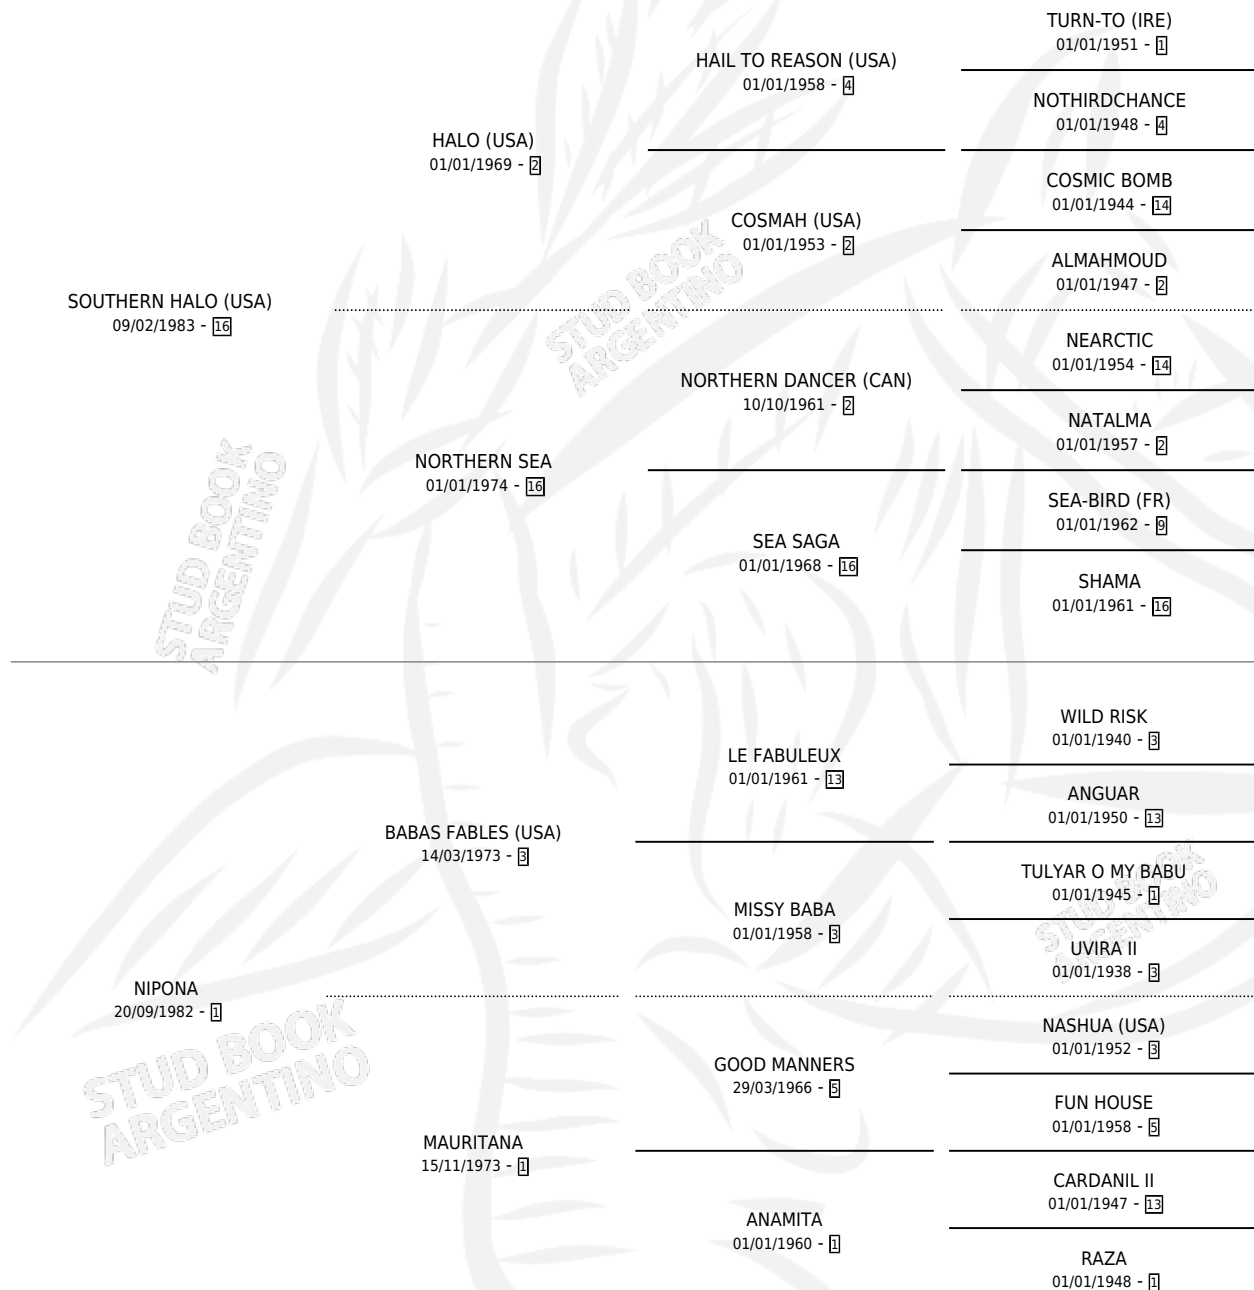 TURN-TO (IRE)
01/01/1951 - 1
HAIL TO REASON (USA)
01/01/1958 - 4
NOTHIRDCHANCE
01/01/1948 - 4
HALO (USA)
01/01/1969 - 2
COSMIC BOMB
01/01/1944 - 14
COSMAH (USA)
01/01/1953 - 2
ALMAHMOUD
01/01/1947 - 2
SOUTHERN HALO (USA)
09/02/1983 - 16
NEARCTIC
01/01/1954 - 14
NORTHERN DANCER (CAN)
10/10/1961 - 2
NATALMA
01/01/1957 - 2
NORTHERN SEA
01/01/1974 - 16
SEA-BIRD (FR)
01/01/1962 - 9
SEA SAGA
01/01/1968 - 16
SHAMA
01/01/1961 - 16
WILD RISK
01/01/1940 - 3
LE FABULEUX
01/01/1961 - 13
ANGUAR
01/01/1950 - 13
BABAS FABLES (USA)
14/03/1973 - 3
TULYAR O MY BABU
01/01/1945 - 1
MISSY BABA
01/01/1958 - 3
UVIRA II
01/01/1938 - 3
NIPONA
20/09/1982 - 1
NASHUA (USA)
01/01/1952 - 3
GOOD MANNERS
29/03/1966 - 5
FUN HOUSE
01/01/1958 - 5
MAURITANA
15/11/1973 - 1
CARDANIL II
01/01/1947 - 13
ANAMITA
01/01/1960 - 1
RAZA
01/01/1948 - 1
STUD BOOK
ARGENTINO
STUD BOOK
ARGENTINO
STUD BOOK
ARGENTINO
STUD BOOK
ARGENTINO